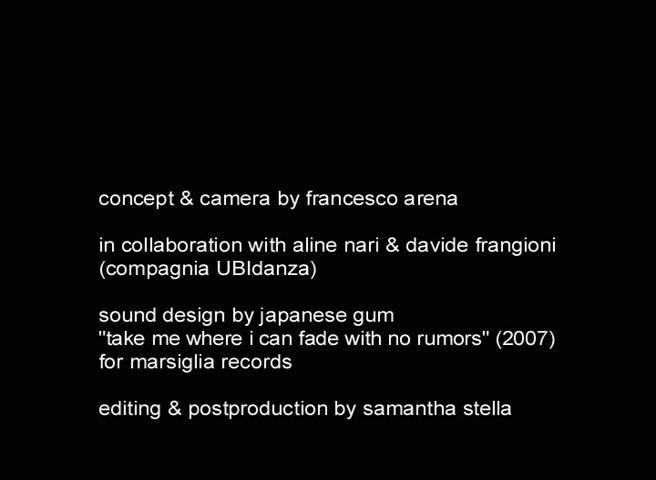 concept & camera by francesco arena
in collaboration with aline nari & davide frangioni
(compagnia UBIdanza)
sound design by japanese gum
"take me where i can fade with no rumors" (2007)
for marsiglia records
editing & postproduction by samantha stella